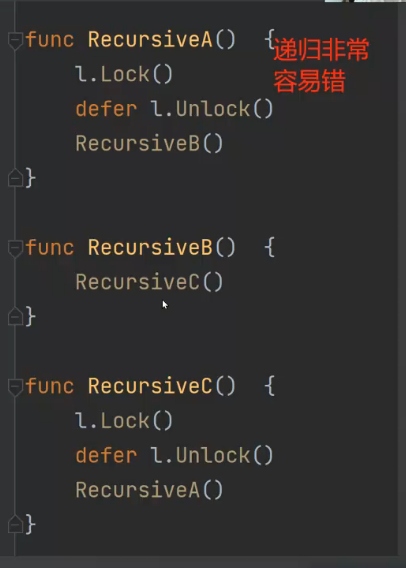 func RecursiveA() {
递归非常
容易错
l.Lock()
defer l.Unlock()
RecursiveB()
}
func RecursiveB() {
RecursiveC()
}
func RecursiveC() {
l.Lock()
defer l.Unlock()
RecursiveA()
}